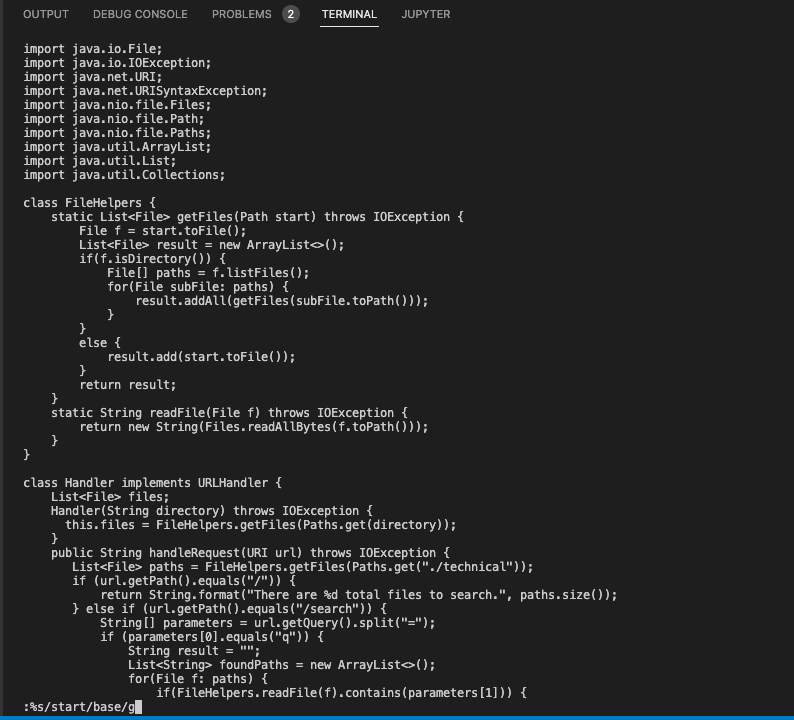 OUTPUT DEBUG CONSOLE PROBLEMS 2 TERMINAL JUPYTER
import java.io.File;
import java.io.IOException;
import java.net.URI;
import java.net.URISyntaxException;
import java.nio.file.Files;
import java.nio.file.Path;
import java.nio.file.Paths;
import java.util.ArrayList;
import java.util.List;
import java.util.Collections;

class FileHelpers {
    static List<File> getFiles(Path start) throws IOException {
        File f = start.toFile();
        List<File> result = new ArrayList<>();
        if(f.isDirectory()) {
            File[] paths = f.listFiles();
            for(File subFile: paths) {
                result.addAll(getFiles(subFile.toPath()));
            }
        }
        else {
            result.add(start.toFile());
        }
        return result;
    }
    static String readFile(File f) throws IOException {
        return new String(Files.readAllBytes(f.toPath()));
    }
}

class Handler implements URLHandler {
    List<File> files;
    Handler(String directory) throws IOException {
      this.files = FileHelpers.getFiles(Paths.get(directory));
    }
    public String handleRequest(URI url) throws IOException {
       List<File> paths = FileHelpers.getFiles(Paths.get("./technical"));
       if (url.getPath().equals("/")) {
           return String.format("There are %d total files to search.", paths.size());
       } else if (url.getPath().equals("/search")) {
           String[] parameters = url.getQuery().split("=");
           if (parameters[0].equals("q")) {
               String result = "";
               List<String> foundPaths = new ArrayList<>();
               for(File f: paths) {
                   if(FileHelpers.readFile(f).contains(parameters[1])) {
:%s/start/base/g